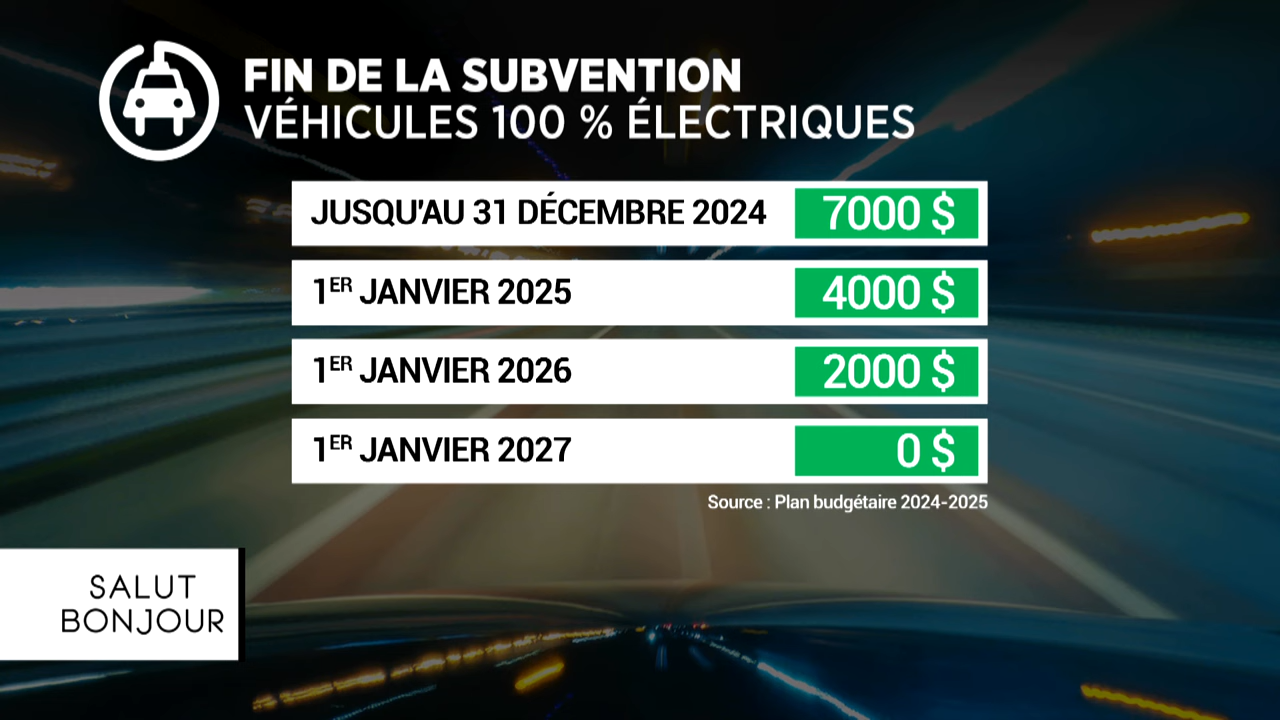 FIN DE LA SUBVENTION
VÉHICULES 100 % ÉLECTRIQUES
JUSQU'AU 31 DÉCEMBRE 2024 7000 $
1ER JANVIER 2025 4000 $
1ER JANVIER 2026 2000 $
1ER JANVIER 2027 0 $
Source : Plan budgétaire 2024-2025
SALUT
BONJOUR